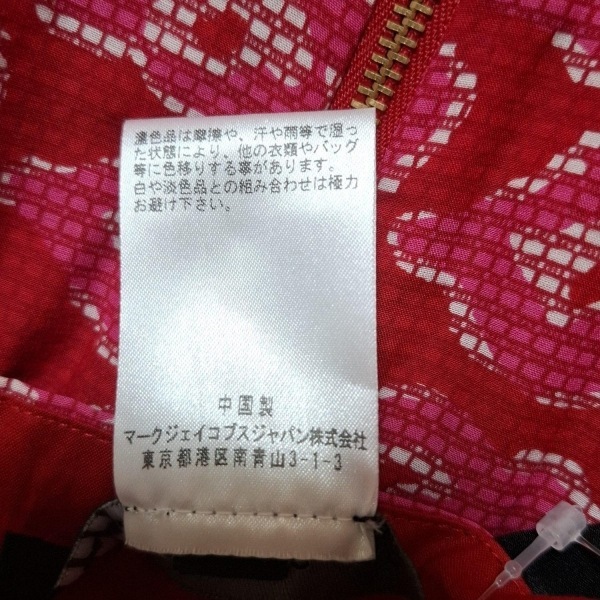 濃色品は摩擦や、汗や雨等で湿っ
た状態により、他の衣類やバッグ
等に色移りする事があります。
白や淡色品との組み合わせは極力
お避け下さい。
中国製
マークジェイコブスジャパン株式会社
東京都港区南青山3-1-3